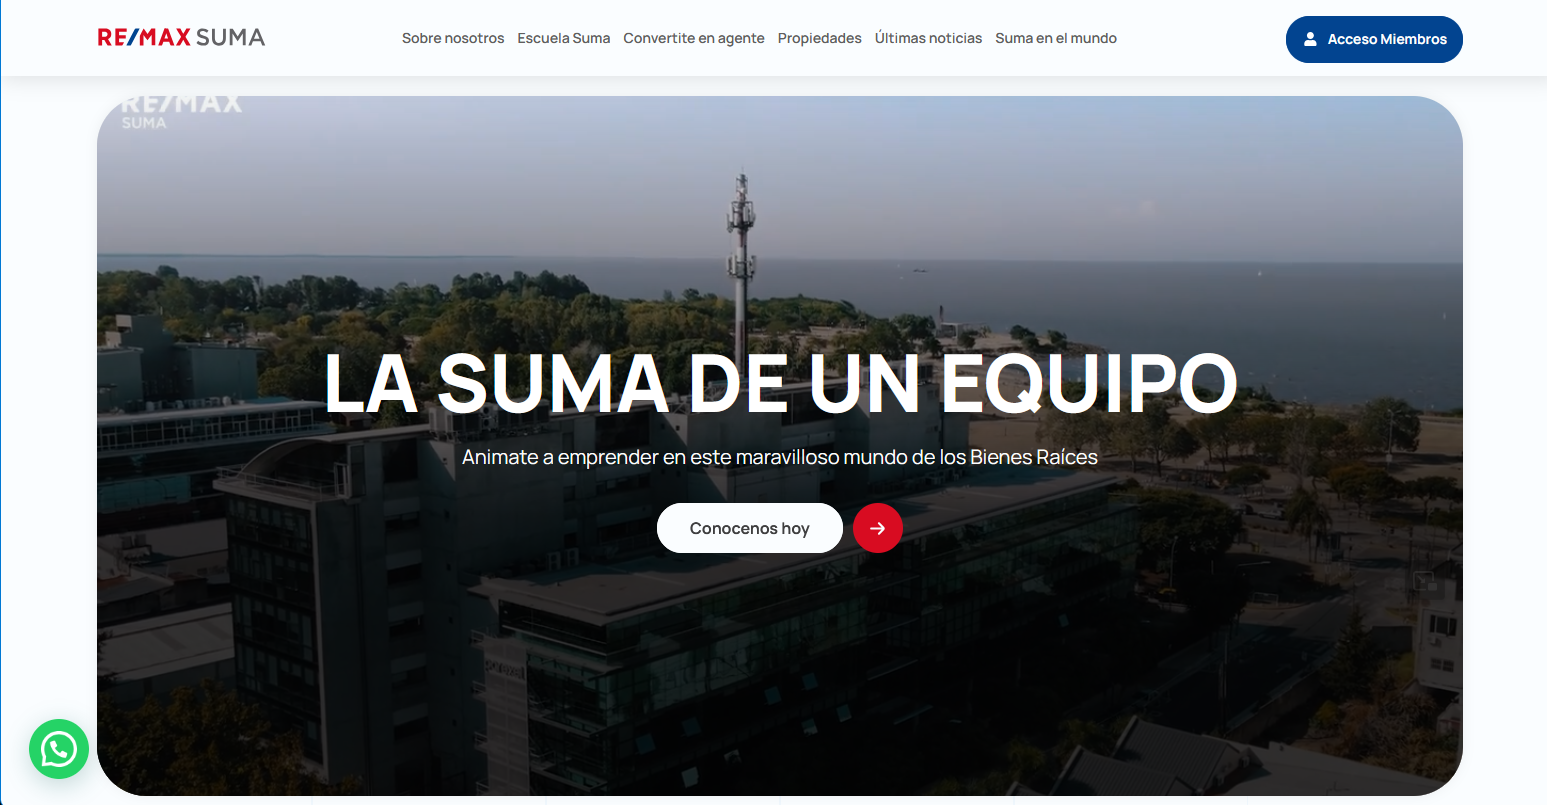 RE/MAX SUMA
Sobre nosotros
Escuela Suma
Convertite en agente
Propiedades
Últimas noticias
Suma en el mundo
Acceso Miembros
RE/MAX
SUMA
LA SUMA DE UN EQUIPO
Animate a emprender en este maravilloso mundo de los Bienes Raíces
Conocenos hoy